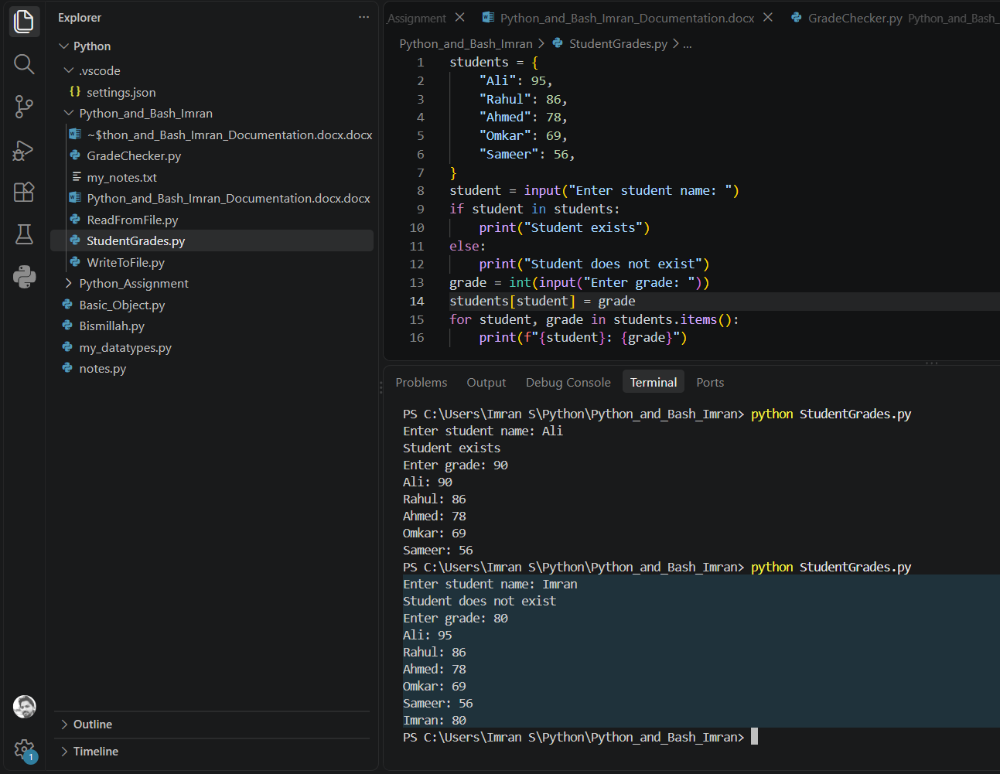 Explorer
...
Python
.vscode
{} settings.json
Python_and_Bash_Imran
~$thon_and_Bash_Imran_Documentation.docx.docx
GradeChecker.py
my_notes.txt
Python_and_Bash_Imran_Documentation.docx.docx
ReadFromFile.py
StudentGrades.py
WriteToFile.py
Python_Assignment
Basic_Object.py
Bismillah.py
my_datatypes.py
notes.py
Outline
Timeline
1
Assignment Python_and_Bash_Imran_Documentation.docx GradeChecker.py Python_and_Bash_
Python_and_Bash_Imran > StudentGrades.py > ...
1 students = {
2 "Ali": 95,
3 "Rahul": 86,
4 "Ahmed": 78,
5 "Omkar": 69,
6 "Sameer": 56,
7 }
8 student = input("Enter student name: ")
9 if student in students:
10 print("Student exists")
11 else:
12 print("Student does not exist")
13 grade = int(input("Enter grade: "))
14 students[student] = grade
15 for student, grade in students.items():
16 print(f"{student}: {grade}")
Problems Output Debug Console Terminal Ports
PS C:\Users\Imran S\Python\Python_and_Bash_Imran> python StudentGrades.py
Enter student name: Ali
Student exists
Enter grade: 90
Ali: 90
Rahul: 86
Ahmed: 78
Omkar: 69
Sameer: 56
PS C:\Users\Imran S\Python\Python_and_Bash_Imran> python StudentGrades.py
Enter student name: Imran
Student does not exist
Enter grade: 80
Ali: 95
Rahul: 86
Ahmed: 78
Omkar: 69
Sameer: 56
Imran: 80
PS C:\Users\Imran S\Python\Python_and_Bash_Imran>